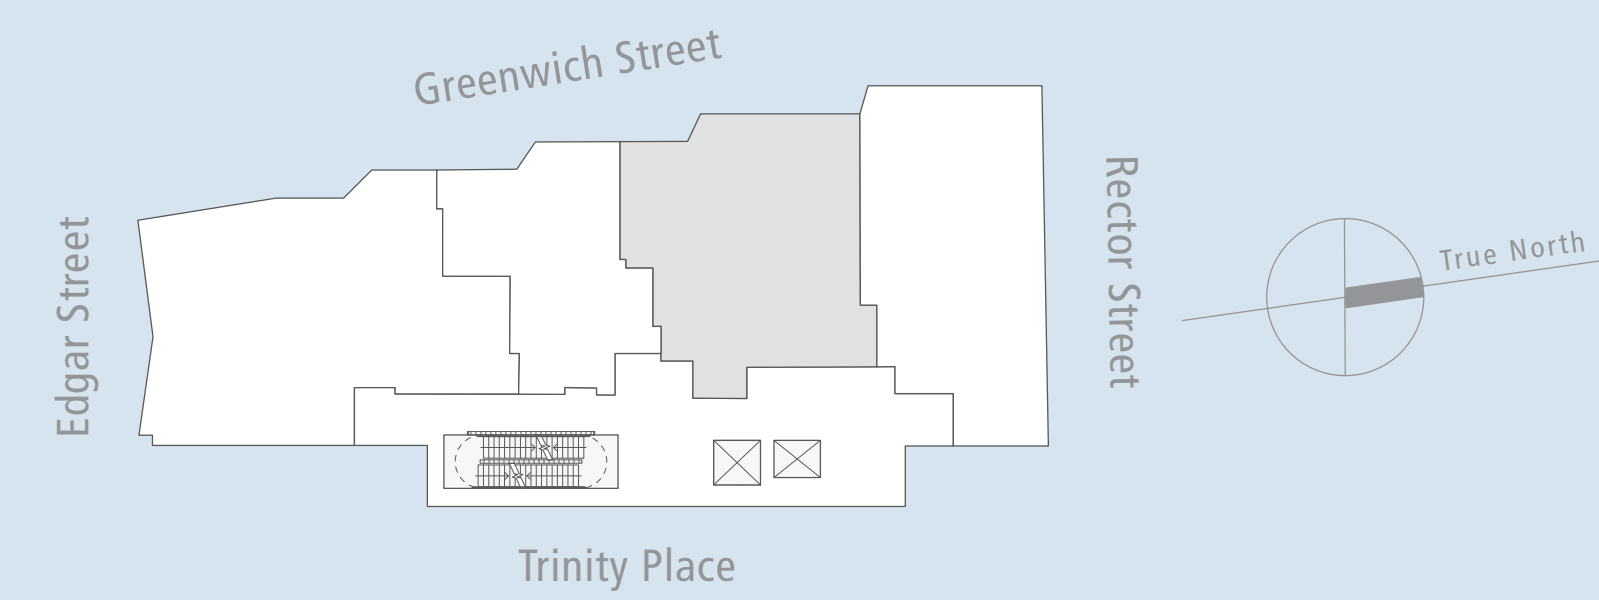 Greenwich Street
Edgar Street
Rector Street
True North
Trinity Place